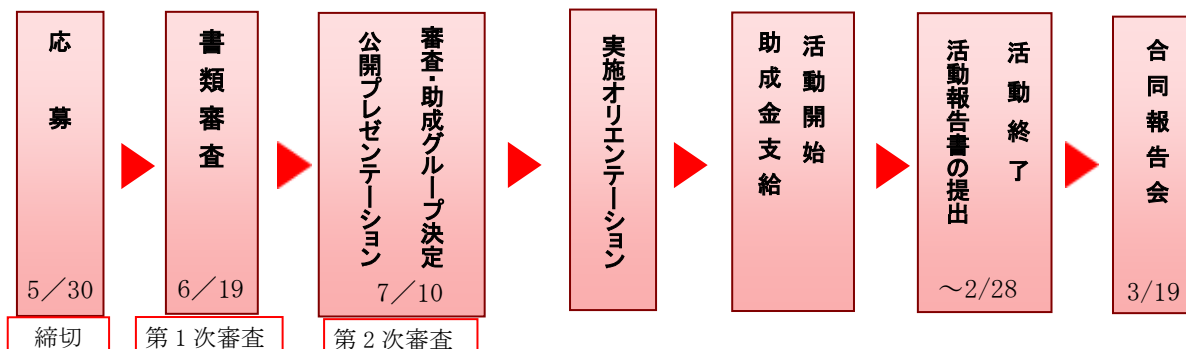 応募
5／30
締切
書類審査
6／19
第１次審査
審査・助成グループ決定
公開プレゼンテーション
7／10
第２次審査
実施オリエンテーション
活動開始
助成金支給
活動終了
活動報告書の提出
～2/28
合同報告会
3/19